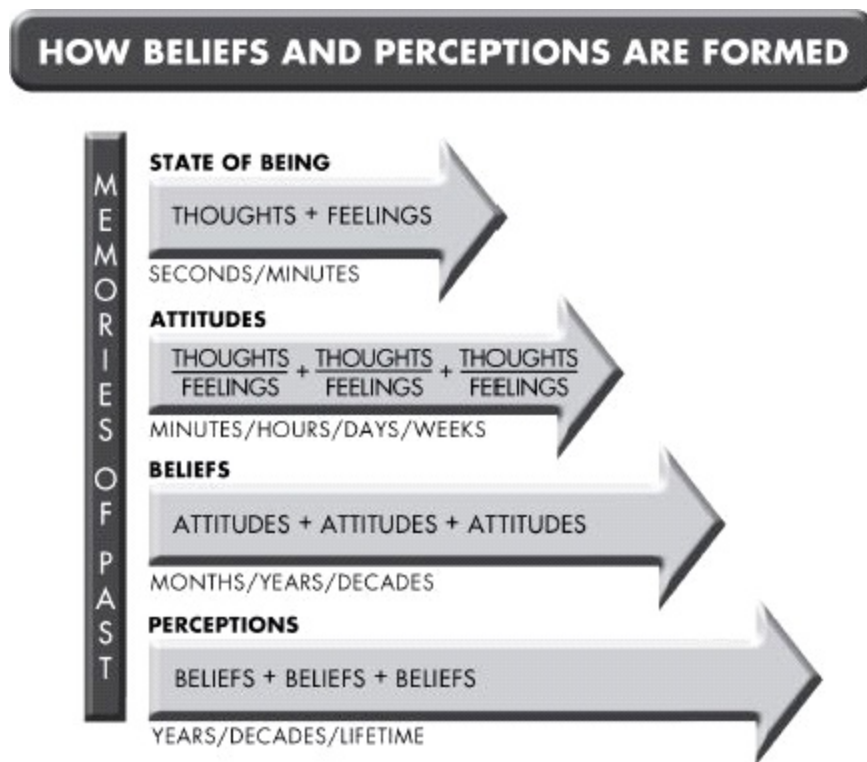 HOW BELIEFS AND PERCEPTIONS ARE FORMED
MEMORIES OF PAST
STATE OF BEING
THOUGHTS + FEELINGS
SECONDS/MINUTES
ATTITUDES
THOUGHTS + THOUGHTS + THOUGHTS
FEELINGS FEELINGS FEELINGS
MINUTES/HOURS/DAYS/WEEKS
BELIEFS
ATTITUDES + ATTITUDES + ATTITUDES
MONTHS/YEARS/DECADES
PERCEPTIONS
BELIEFS + BELIEFS + BELIEFS
YEARS/DECADES/LIFETIME